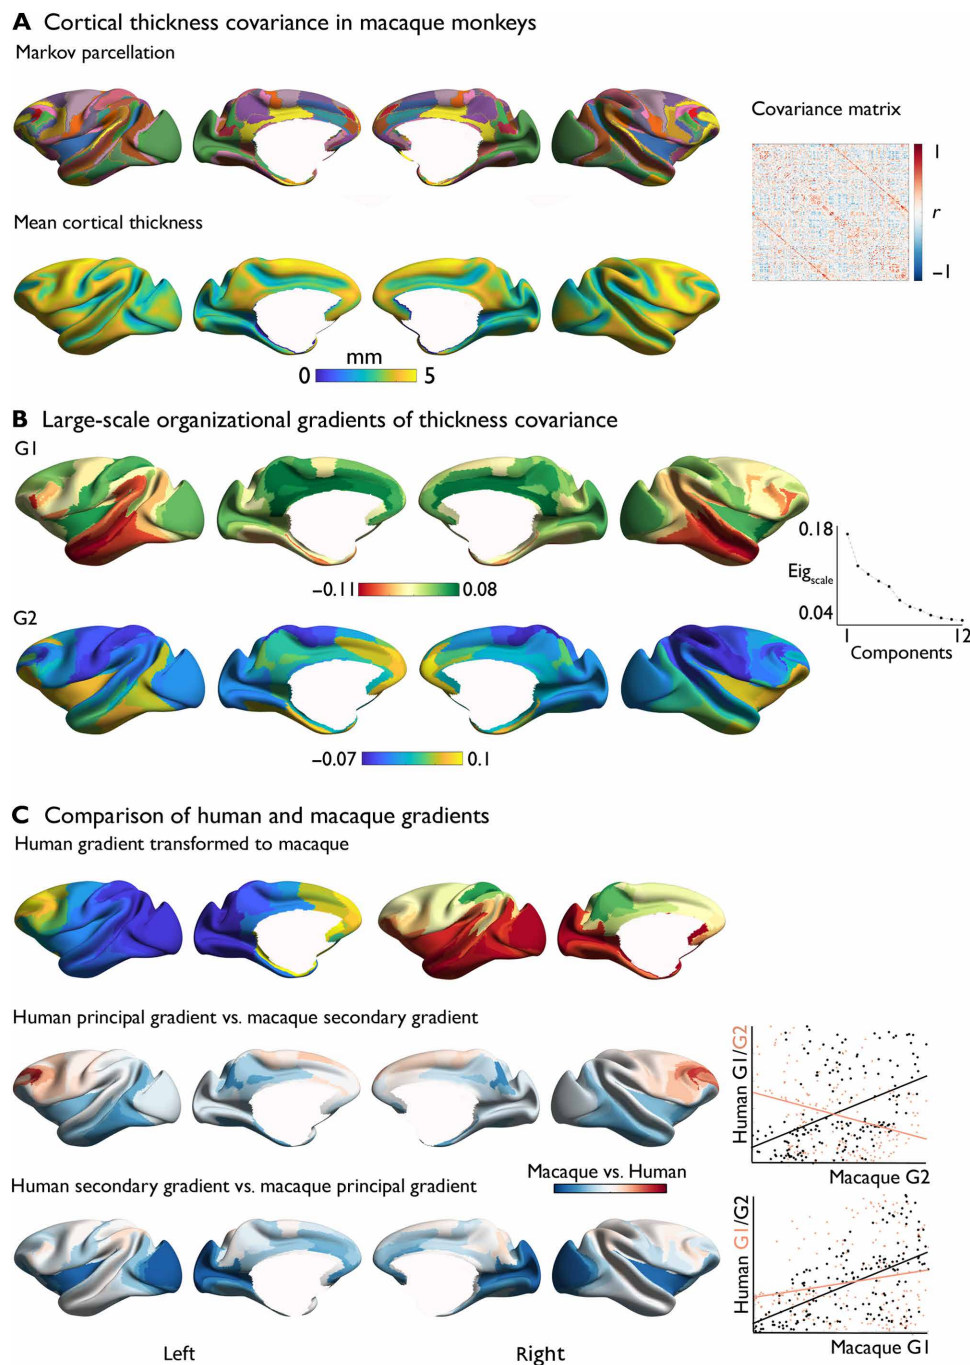 A Cortical thickness covariance in macaque monkeys
Markov parcellation
Covariance matrix
1
r
−1
Mean cortical thickness
mm
0 5
B Large-scale organizational gradients of thickness covariance
G1
−0.11 0.08
0.18
Eig scale
0.04
1 12
Components
G2
−0.07 0.1
C Comparison of human and macaque gradients
Human gradient transformed to macaque
Human principal gradient vs. macaque secondary gradient
Human G1/G2
Macaque G2
Macaque vs. Human
Human secondary gradient vs. macaque principal gradient
Human G1/G2
Macaque G1
Left Right